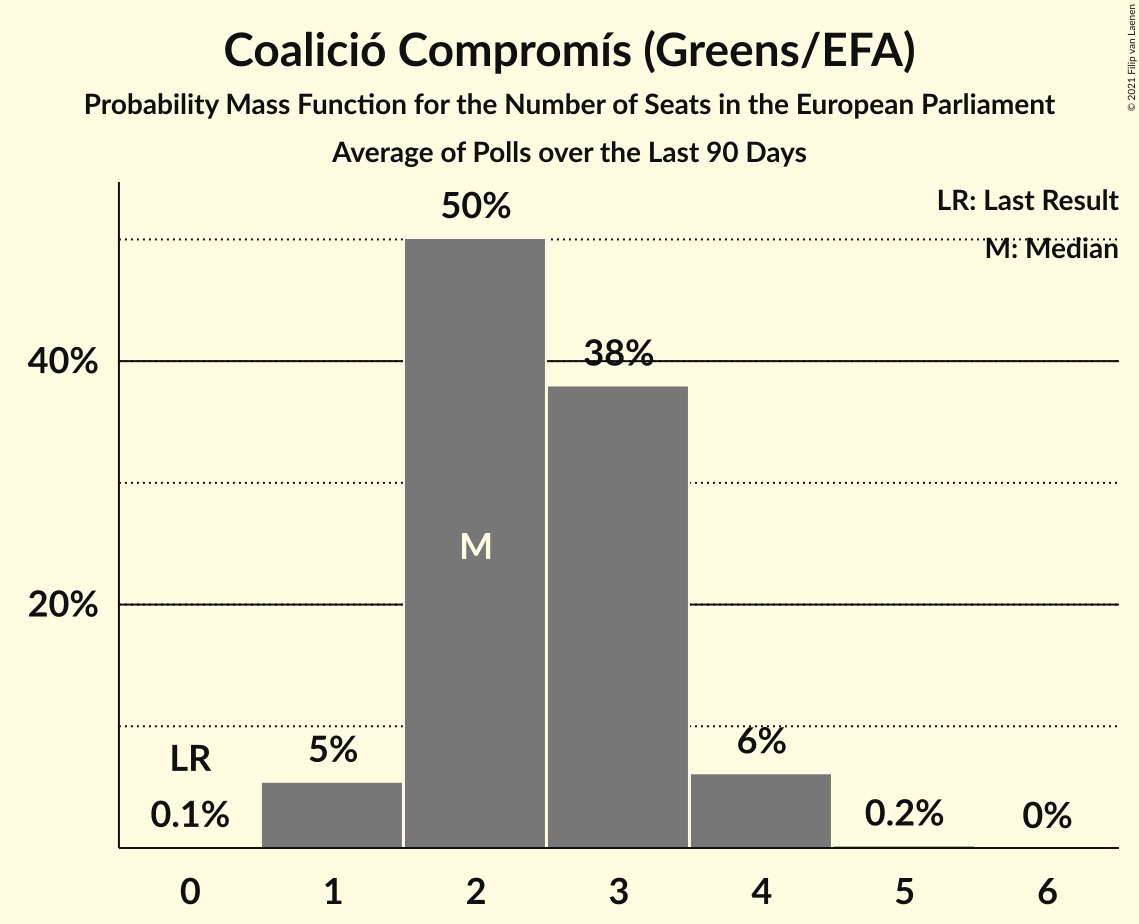 Coalició Compromís (Greens/EFA)
Probability Mass Function for the Number of Seats in the European Parliament
Average of Polls over the Last 90 Days
© 2021 Filip van Laenen
LR: Last Result
M: Median
50%
40%
38%
M
20%
LR
5%
6%
0.1%
0.2%
0%
0 1 2 3 4 5 6